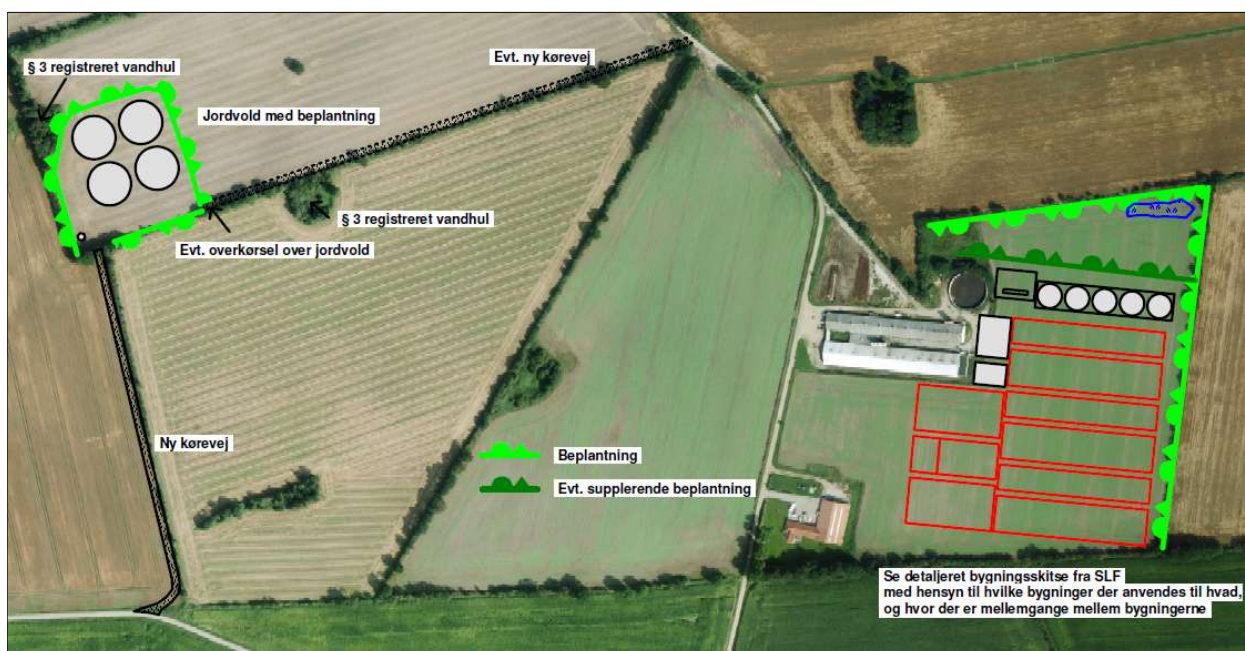 Evt. ny kørevej
§ 3 registreret vandhul
Jordvold med beplantning
§ 3 registreret vandhul
Evt. overkørsel over jordvold
Ny kørevej
Beplantning
Evt. supplerende beplantning
Se detaljeret bygningsskitse fra SLF
med hensyn til hvilke bygninger der anvendes til hvad,
og hvor der er mellemgange mellem bygningerne